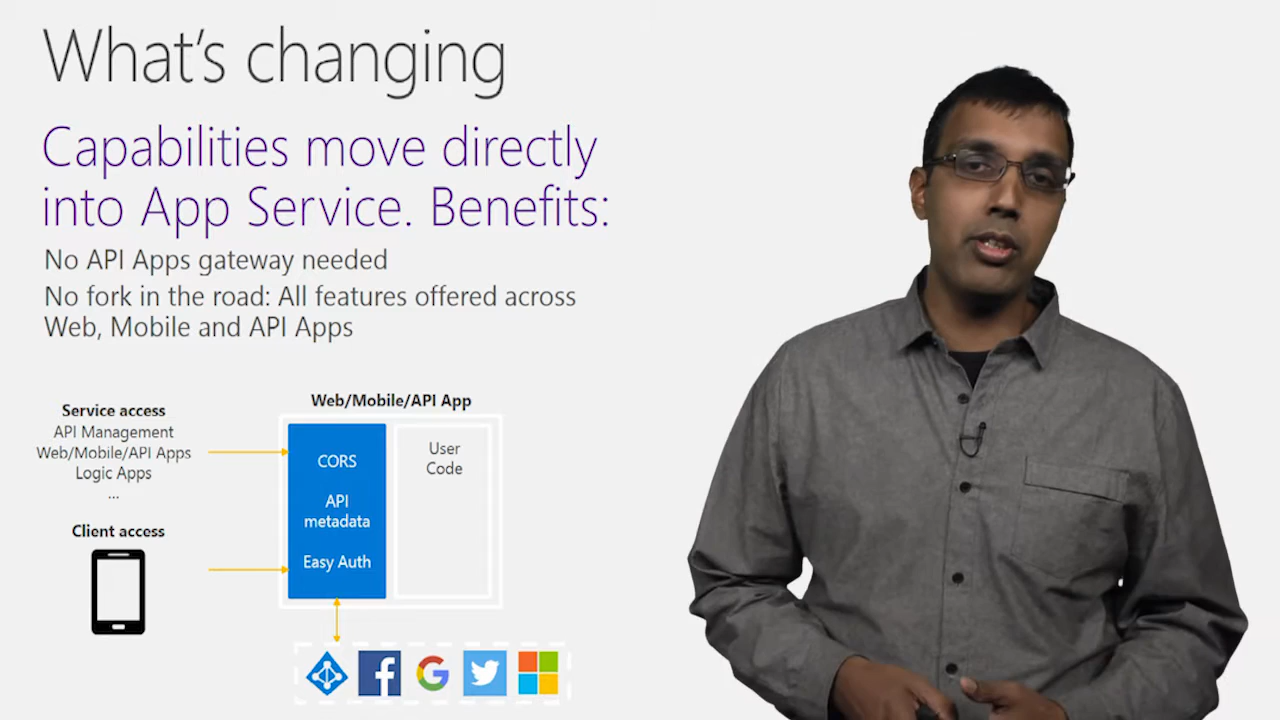 What's changing
Capabilities move directly
into App Service. Benefits:
No API Apps gateway needed
No fork in the road: All features offered across
Web, Mobile and API Apps
Service access
API Management
Web/Mobile/API Apps
Logic Apps
...
Client access
Web/Mobile/API App
CORS
API
metadata
Easy Auth
User
Code